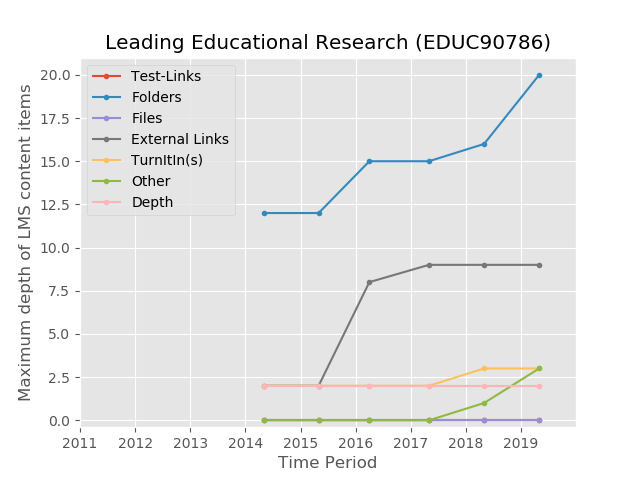 Leading Educational Research (EDUC90786)
Test-Links
Folders
Files
External Links
TurnItIn(s)
Other
Depth
Maximum depth of LMS content items
20.0
17.5
15.0
12.5
10.0
7.5
5.0
2.5
0.0
2011 2012 2013 2014 2015 2016 2017 2018 2019
Time Period